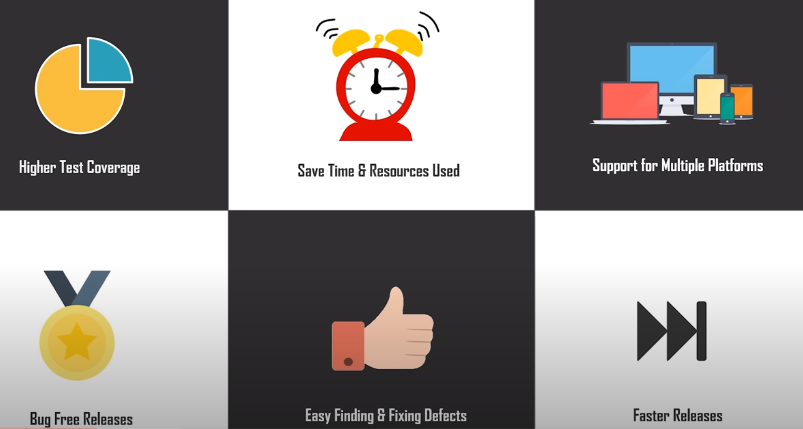 Higher Test Coverage
Save Time & Resources Used
Support for Multiple Platforms
Bug Free Releases
Easy Finding & Fixing Defects
Faster Releases